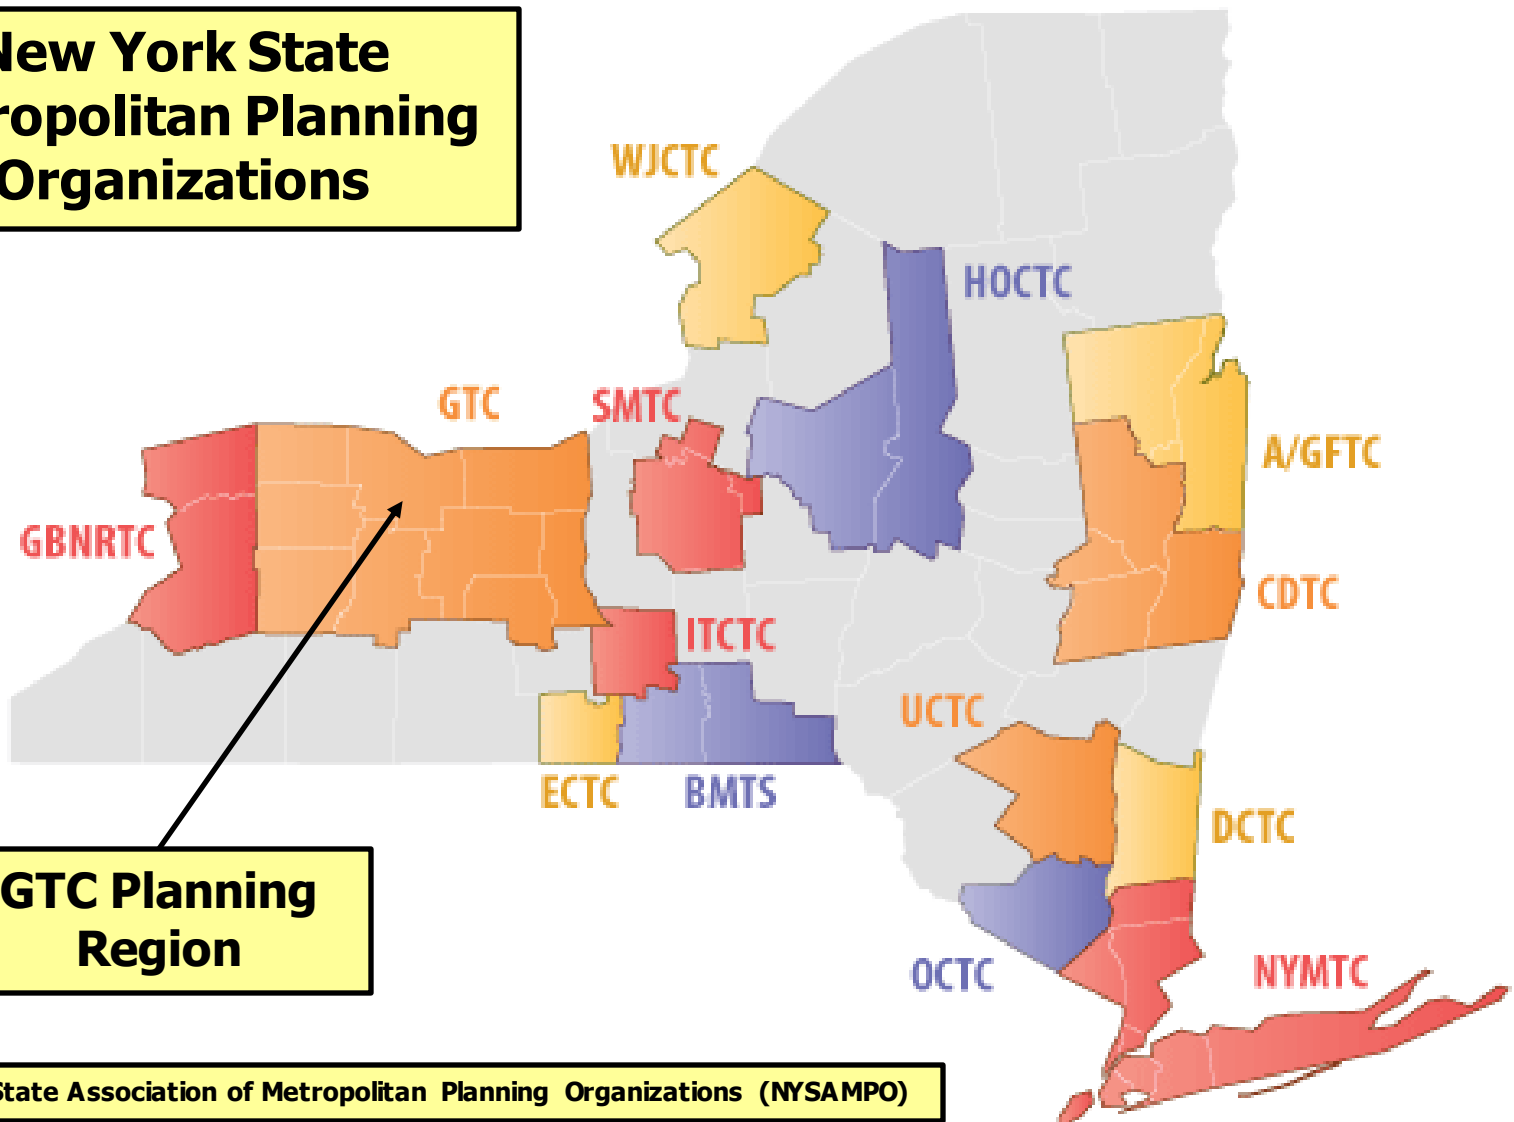 New York State
ropolitan Planning
Organizations
WJCTC
HOCTC
GTC
SMTC
A/GFTC
GBNRTC
CDTC
ITCTC
UCTC
ECTC
BMTS
DCTC
GTC Planning
Region
OCTC
NYMTC
State Association of Metropolitan Planning Organizations (NYSAMPO)